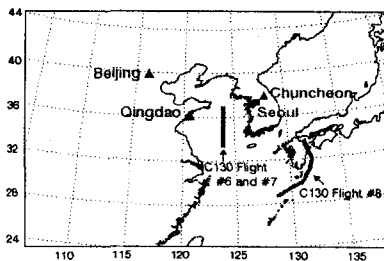 44
40
36
32
28
24
Beijing
Qingdao
Chuncheon
Seoul
C130 Flight
#6 and #7
C130 Flight #8
110 115 120 125 130 135